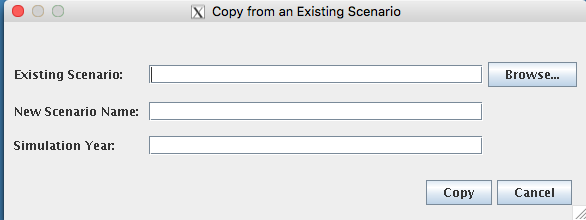 Copy from an Existing Scenario
Existing Scenario: Browse...
New Scenario Name:
Simulation Year:
Copy Cancel